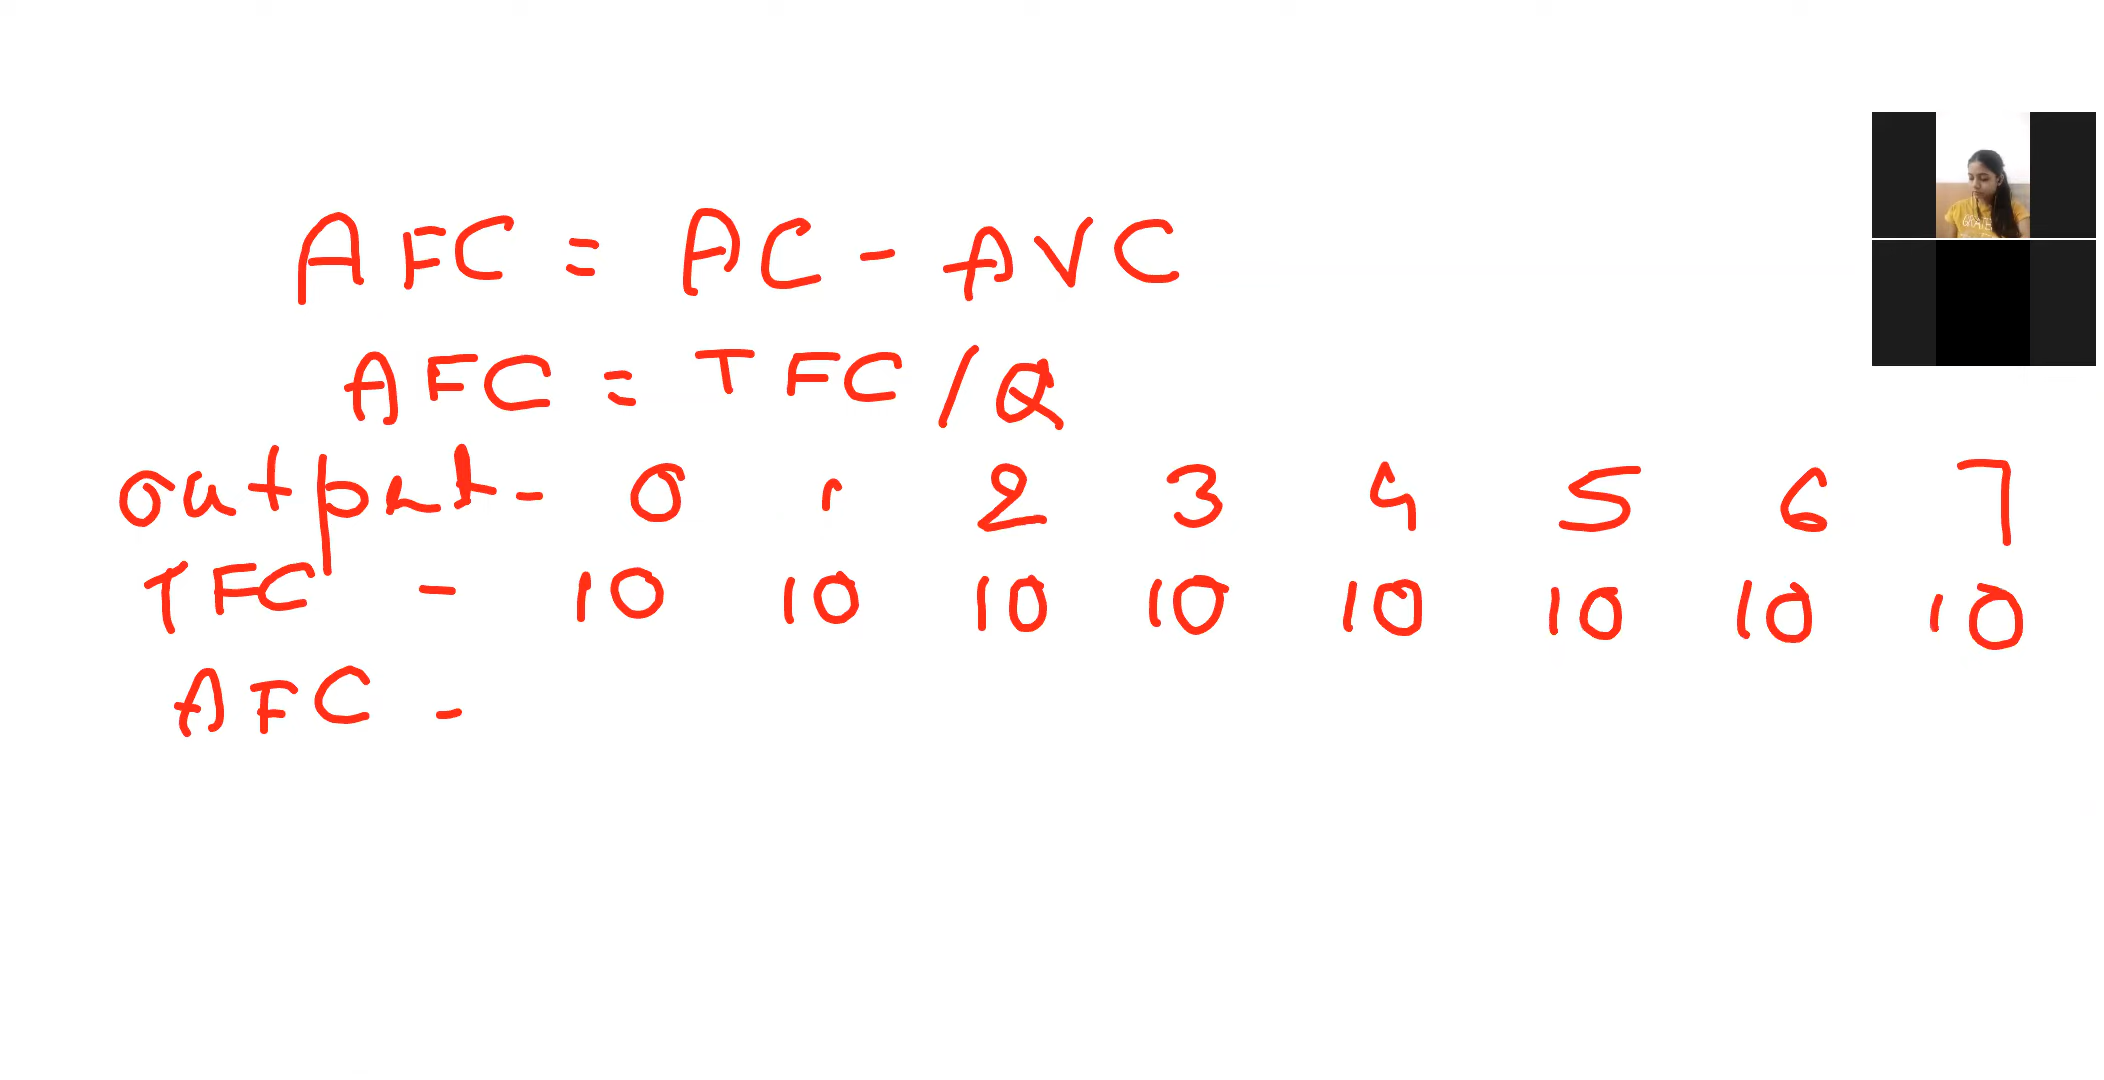 AFC = AC - AVC
AFC = TFC / Q
output - 0 1 2 3 4 5 6 7
TFC - 10 10 10 10 10 10 10 10
AFC -